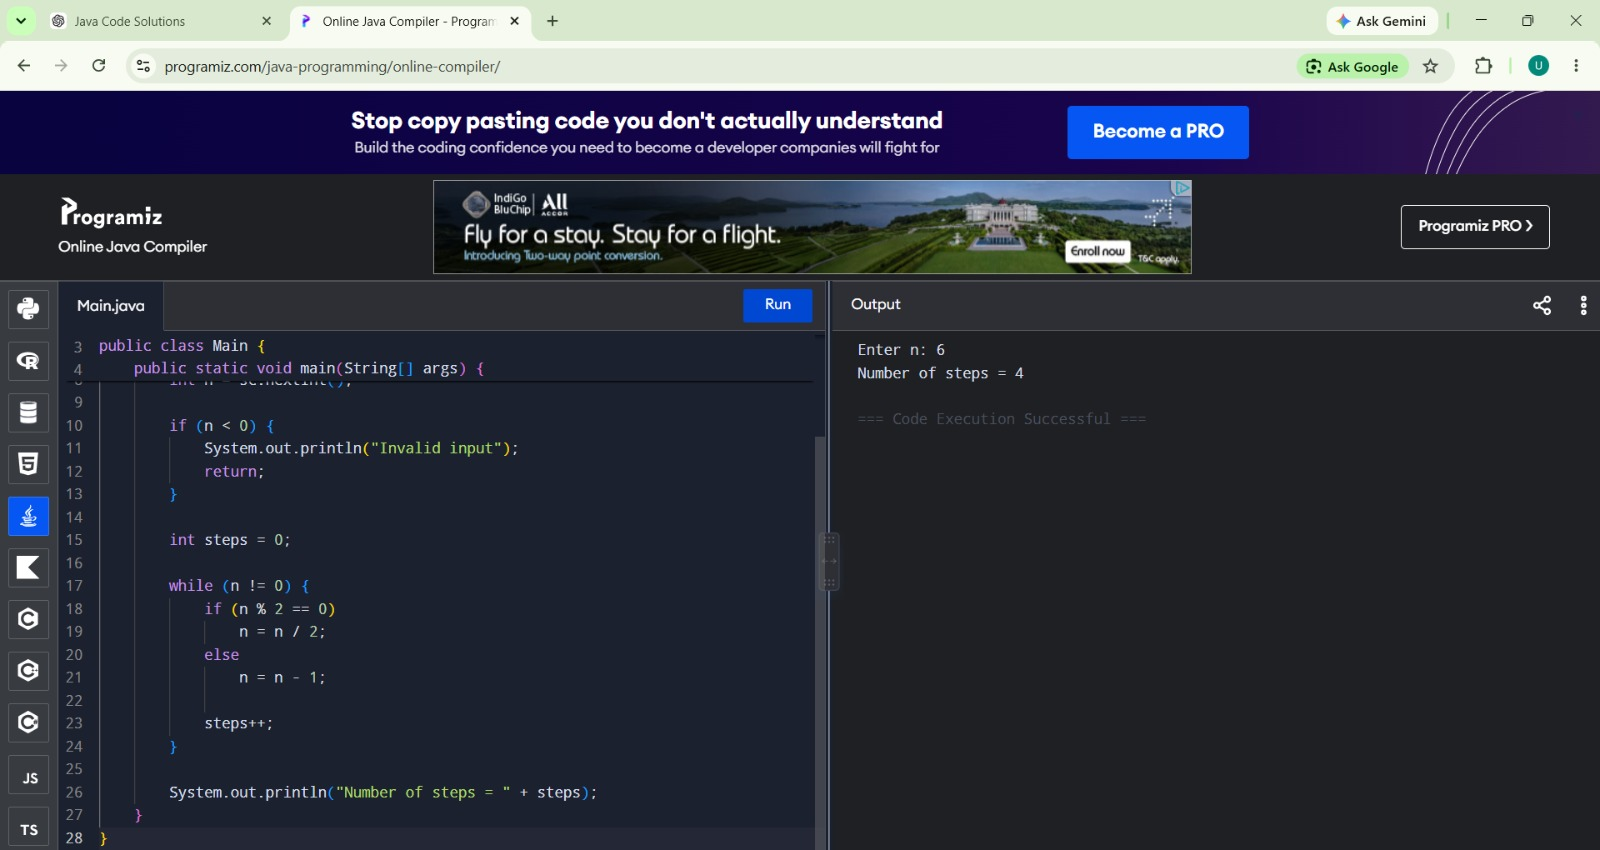 Java Code Solutions
Online Java Compiler - Program
Ask Gemini
programiz.com/java-programming/online-compiler/
Ask Google
U
Stop copy pasting code you don't actually understand
Build the coding confidence you need to become a developer companies will fight for
Become a PRO
Programiz
Online Java Compiler
IndiGo
BluChip
All
ACCOR
Fly for a stay. Stay for a flight.
Introducing Two-way point conversion.
Enroll now
T&C apply.
Programiz PRO
Main.java
Run
Output
3 public class Main {
4 public static void main(String[] args) {
8 int n = sc.nextInt();
9
10 if (n < 0) {
11 System.out.println("Invalid input");
12 return;
13 }
14
15 int steps = 0;
16
17 while (n != 0) {
18 if (n % 2 == 0)
19 n = n / 2;
20 else
21 n = n - 1;
22
23 steps++;
24 }
25
26 System.out.println("Number of steps = " + steps);
27 }
28 }
Enter n: 6
Number of steps = 4
=== Code Execution Successful ===
R
5
C
C
C
JS
TS